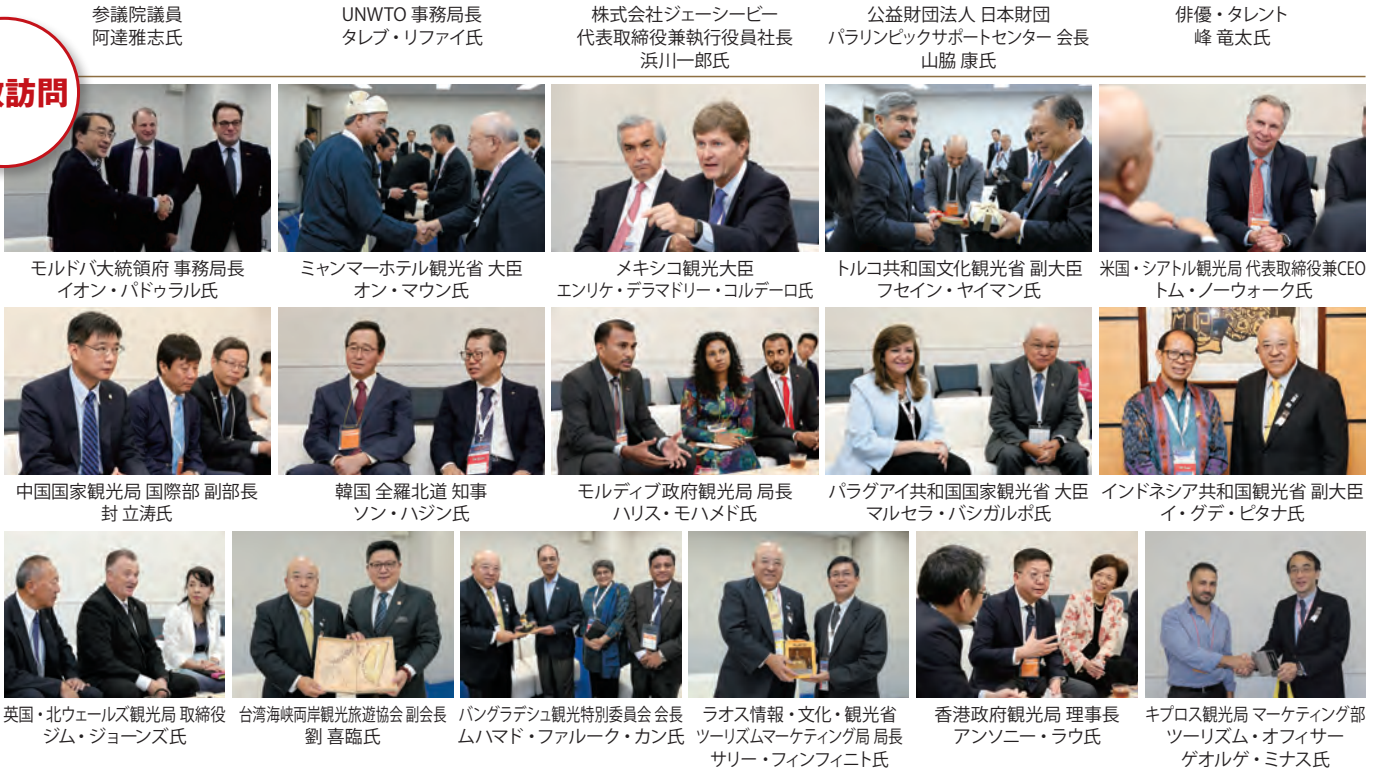 参議院議員
阿達雅志氏
UNWTO 事務局長
タレブ・リファイ氏
株式会社ジェーシービー
代表取締役兼執行役員社長
浜川一郎氏
公益財団法人 日本財団
パラリンピックサポートセンター 会長
山脇 康氏
俳優・タレント
峰 竜太氏
敬訪問
モルドバ大統領府 事務局長
イオン・パドゥラル氏
ミャンマーホテル観光省 大臣
オン・マウン氏
メキシコ観光大臣
エンリケ・デラマドリー・コルデーロ氏
トルコ共和国文化観光省 副大臣
フセイン・ヤイマン氏
米国・シアトル観光局 代表取締役兼CEO
トム・ノーウォーク氏
中国国家観光局 国際部 副部長
封 立涛氏
韓国 全羅北道 知事
ソン・ハジン氏
モルディブ政府観光局 局長
ハリス・モハメド氏
パラグアイ共和国国家観光省 大臣
マルセラ・バシガルポ氏
インドネシア共和国観光省 副大臣
イ・グデ・ピタナ氏
英国・北ウェールズ観光局 取締役
ジム・ジョーンズ氏
台湾海峡両岸観光旅遊協会 副会長
劉 喜臨氏
バングラデシュ観光特別委員会 会長
ムハマド・ファルーク・カン氏
ラオス情報・文化・観光省
ツーリズムマーケティング局 局長
サリー・フィンフィニト氏
香港政府観光局 理事長
アンソニー・ラウ氏
キプロス観光局 マーケティング部
ツーリズム・オフィサー
ゲオルゲ・ミナス氏